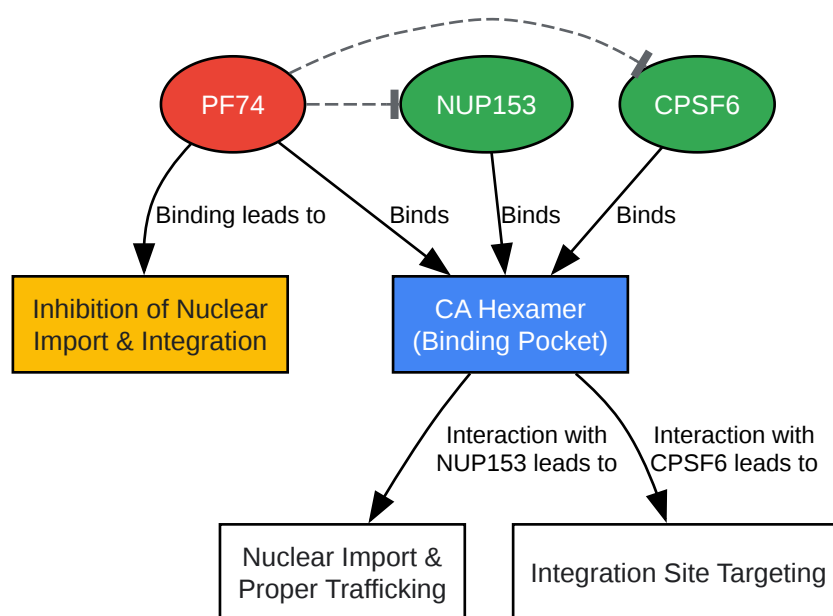 PF74
NUP153
CPSF6
Binding leads to
Binds
Binds
Binds
Inhibition of Nuclear
Import & Integration
CA Hexamer
(Binding Pocket)
Interaction with
NUP153 leads to
Interaction with
CPSF6 leads to
Nuclear Import &
Proper Trafficking
Integration Site Targeting